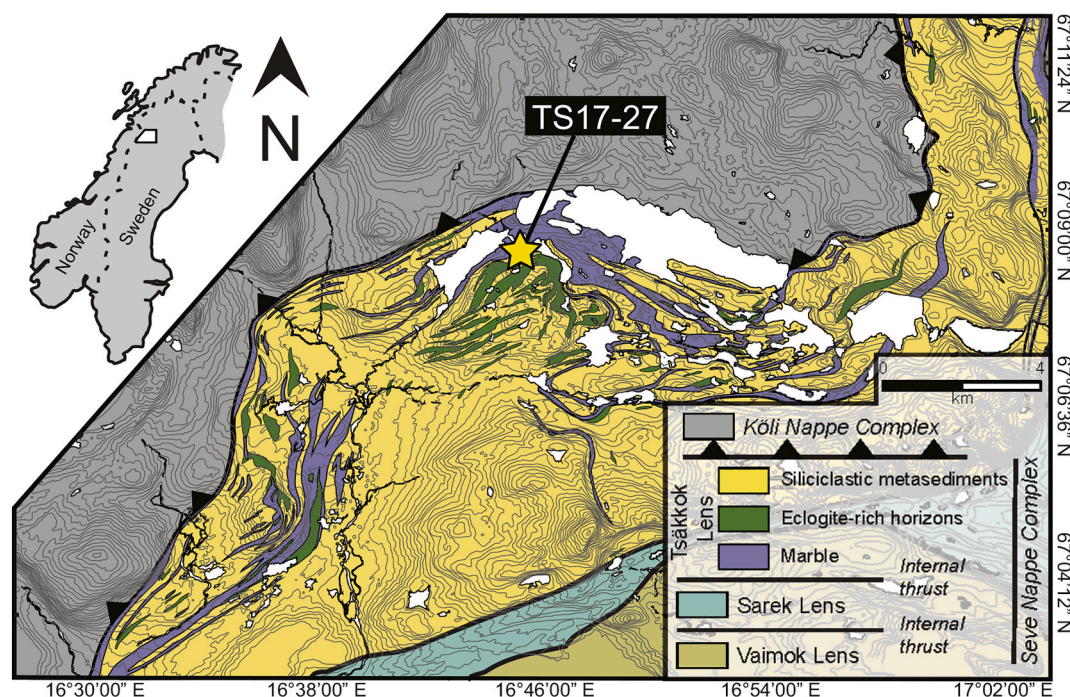 Norway
Sweden
N
TS17-27
67°11'24" N
67°09'00" N
67°06'36" N
67°04'12" N
0
4
km
Köli Nappe Complex
Tsäkkok
Lens
Siliciclastic metasediments
Eclogite-rich horizons
Marble
Internal
thrust
Sarek Lens
Internal
thrust
Vaimok Lens
Seve Nappe Complex
16°30'00" E
16°38'00" E
16°46'00" E
16°54'00" E
17°02'00" E